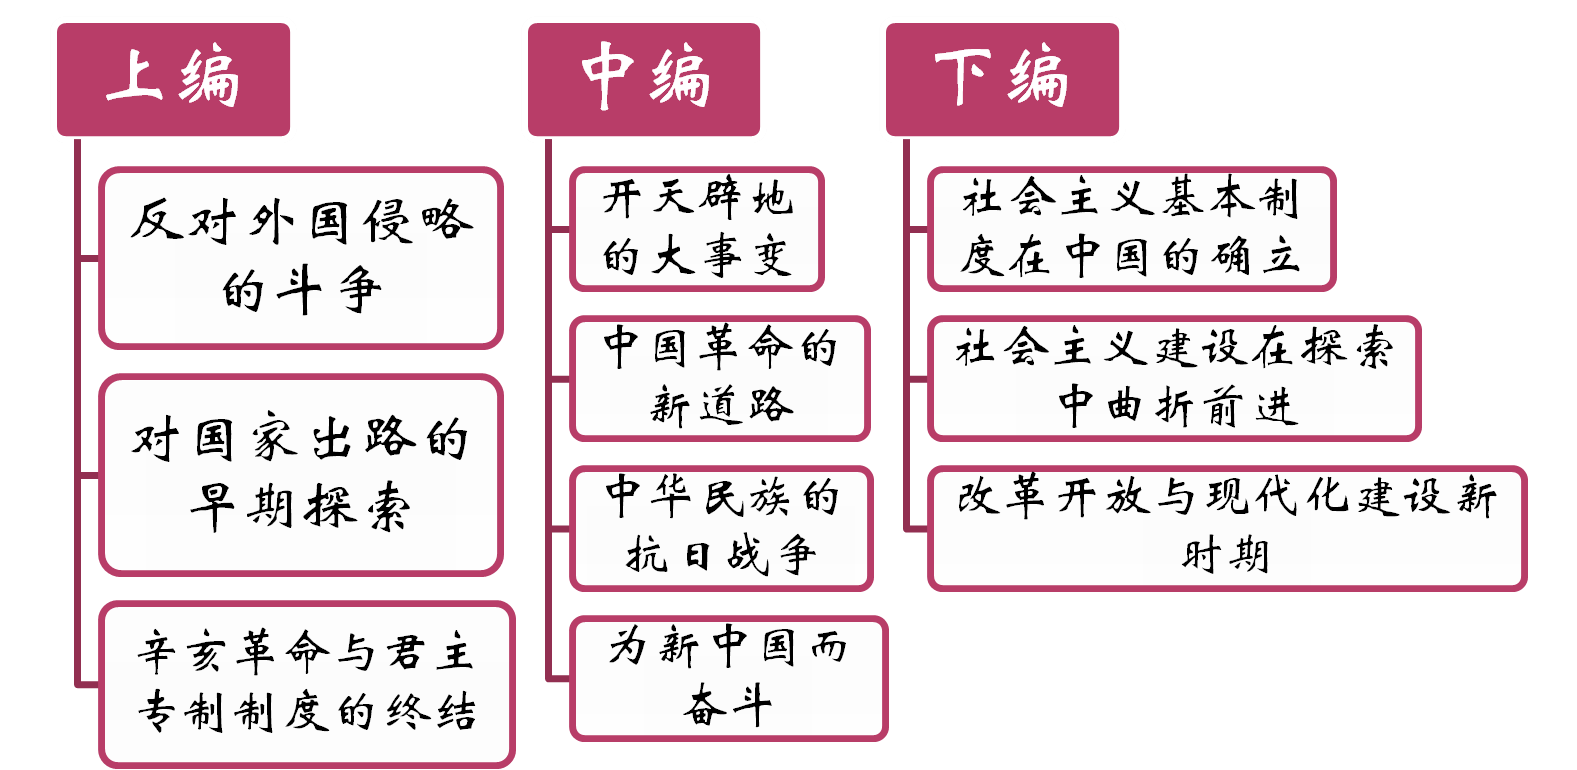 上编
反对外国侵略
的斗争
对国家出路的
早期探索
辛亥革命与君主
专制制度的终结
中编
开天辟地
的大事变
中国革命的
新道路
中华民族的
抗日战争
为新中国而
奋斗
下编
社会主义基本制
度在中国的确立
社会主义建设在探索
中曲折前进
改革开放与现代化建设新
时期